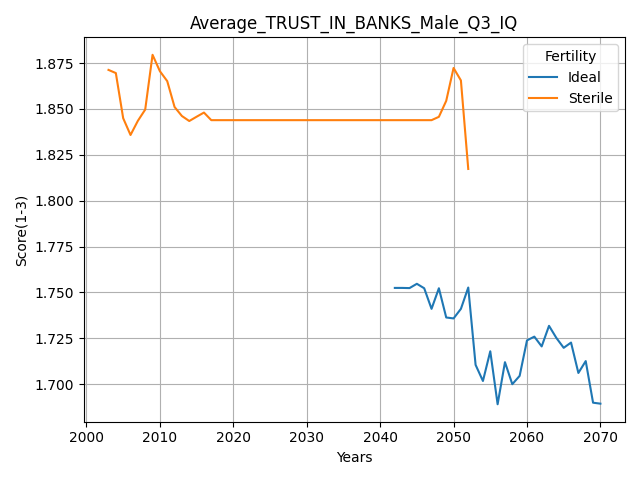 Average_TRUST_IN_BANKS_Male_Q3_IQ
Fertility
Ideal
Sterile
Score(1-3)
1.875
1.850
1.825
1.800
1.775
1.750
1.725
1.700
2000 2010 2020 2030 2040 2050 2060 2070
Years